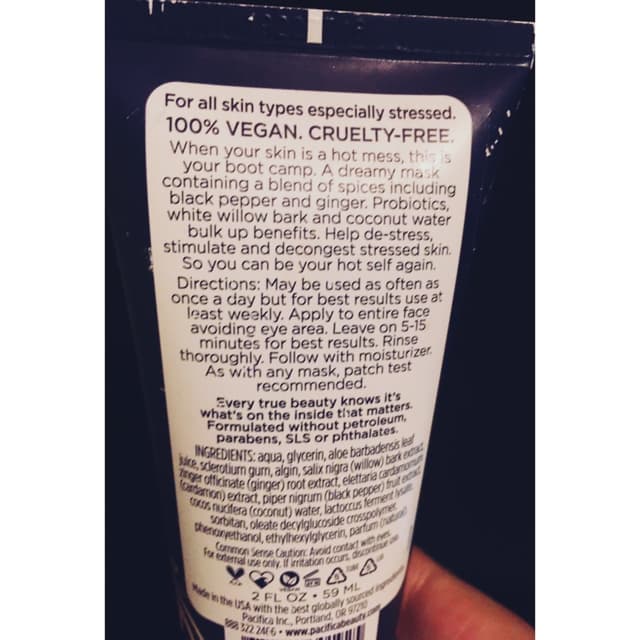 For all skin types especially stressed.
100% VEGAN. CRUELTY-FREE.
When your skin is a hot mess, this is
your boot camp. A dreamy mask
containing a blend of spices including
black pepper and ginger. Probiotics,
white willow bark and coconut water
bulk up benefits. Help de-stress,
stimulate and decongest stressed skin.
So you can be your hot self again.
Directions: May be used as often as
once a day but for best results use at
least weekly. Apply to entire face
avoiding eye area. Leave on 5-15
minutes for best results. Rinse
thoroughly. Follow with moisturizer.
As with any mask, patch test
recommended.
Every true beauty knows it's
what's on the inside that matters.
Formulated without petroleum,
parabens, SLS or phthalates.
INGREDIENTS: aqua, glycerin, aloe barbadensis leaf
juice, sclerotium gum, algin, salix nigra (willow) bark extract,
zinger officinate (ginger) root extract, elettaria cardamomum
(cardamon) extract, piper nigrum (black pepper) fruit extract,
cocos nucifera (coconut) water, lactoccus ferment lysate,
sorbitan, oleate decylglucoside crosspolymer,
phenoxyethanol, ethylhexylglycerin, parfum (natural)
Common Sense Caution: Avoid contact with eyes.
For external use only. If irritation occurs, discontinue use.
2 FL OZ • 59 ML
Made in the USA with the best globally sourced ingredients
Pacifica Inc., Portland, OR 97210
888 322 2416 • www.pacificabeauty.com